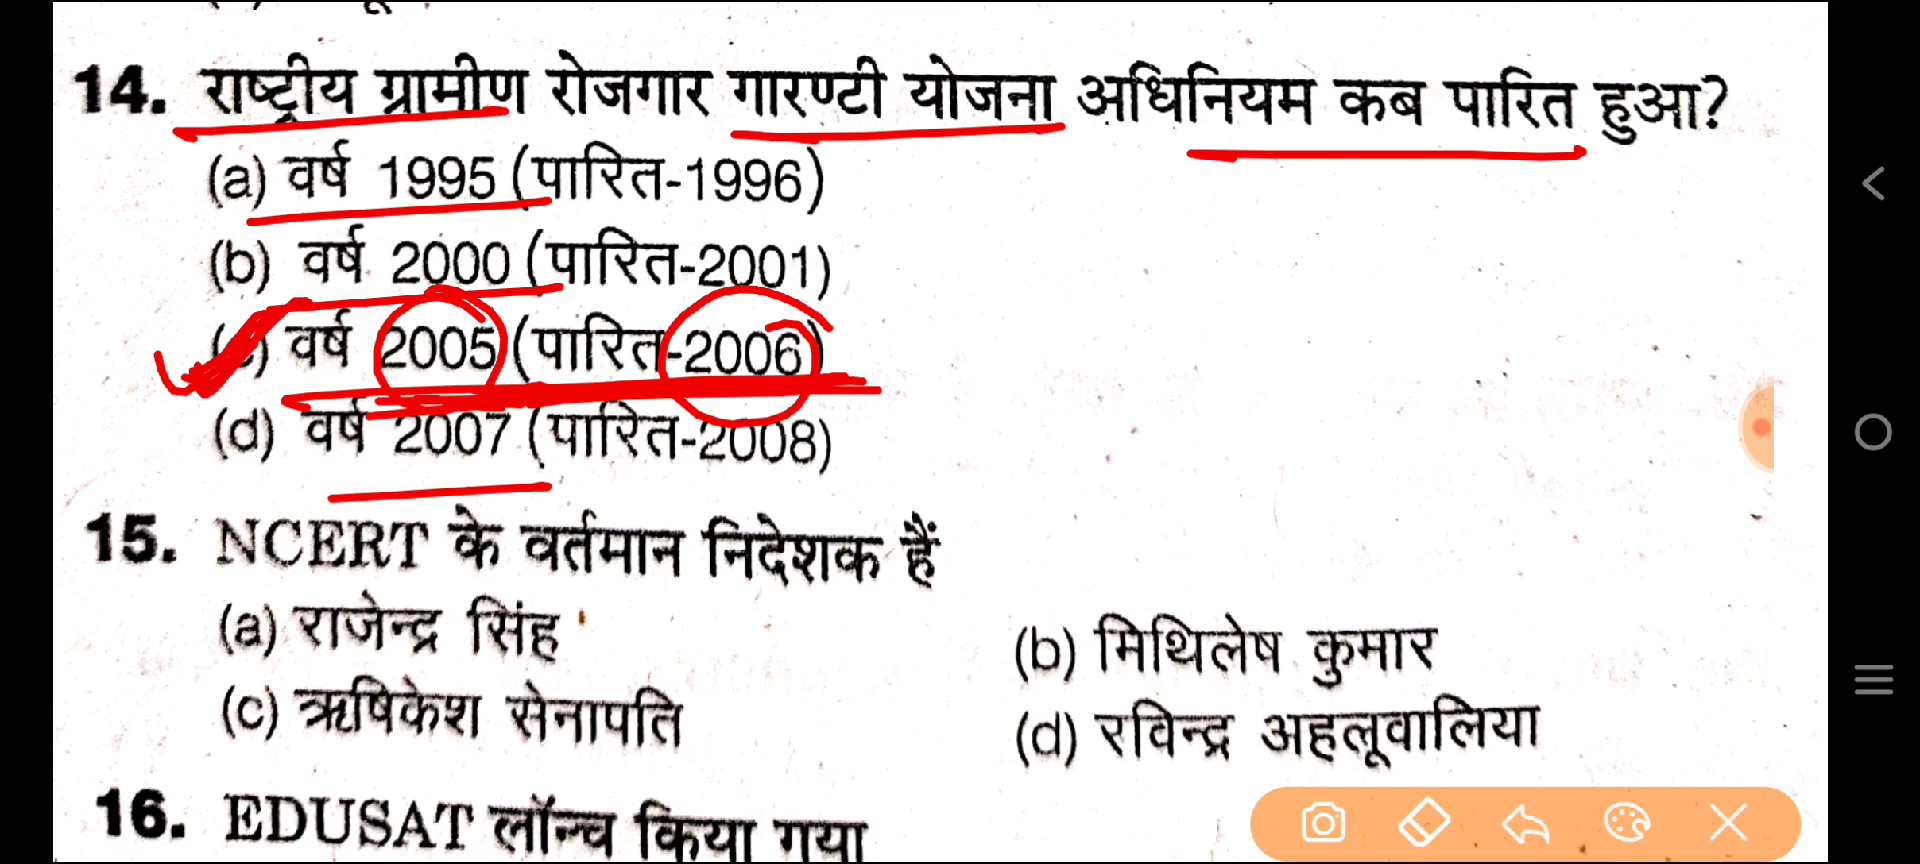 14. राष्ट्रीय ग्रामीण रोजगार गारण्टी योजना अधिनियम कब पारित हुआ?
(a) वर्ष 1995 (पारित-1996)
(b) वर्ष 2000 (पारित-2001)
(c) वर्ष 2005 (पारित-2006)
(d) वर्ष 2007 (पारित-2008)
15. NCERT के वर्तमान निदेशक हैं
(a) राजेन्द्र सिंह
(b) मिथिलेष कुमार
(c) ऋषिकेश सेनापति
(d) रविन्द्र अहलूवालिया
16. EDUSAT लॉन्च किया गया